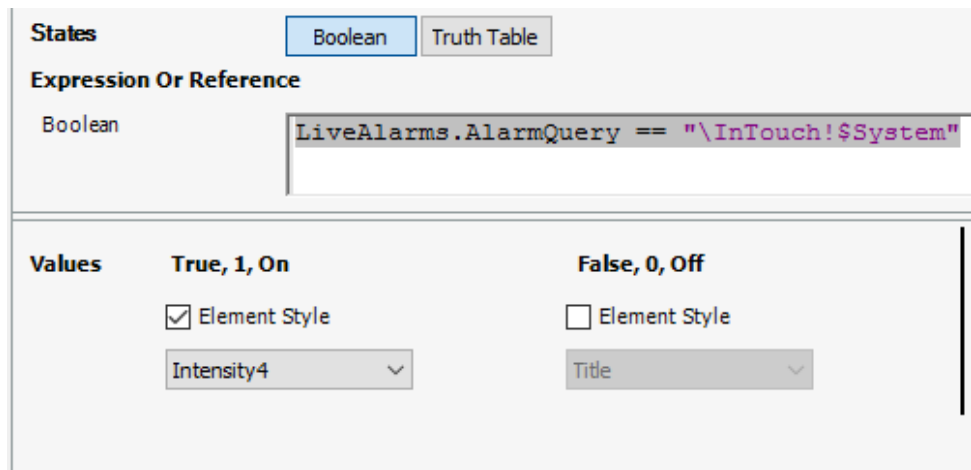 States Boolean Truth Table
Expression Or Reference
Boolean LiveAlarms.AlarmQuery == "\InTouch!$System"
Values True, 1, On False, 0, Off
Element Style Element Style
Intensity4 Title